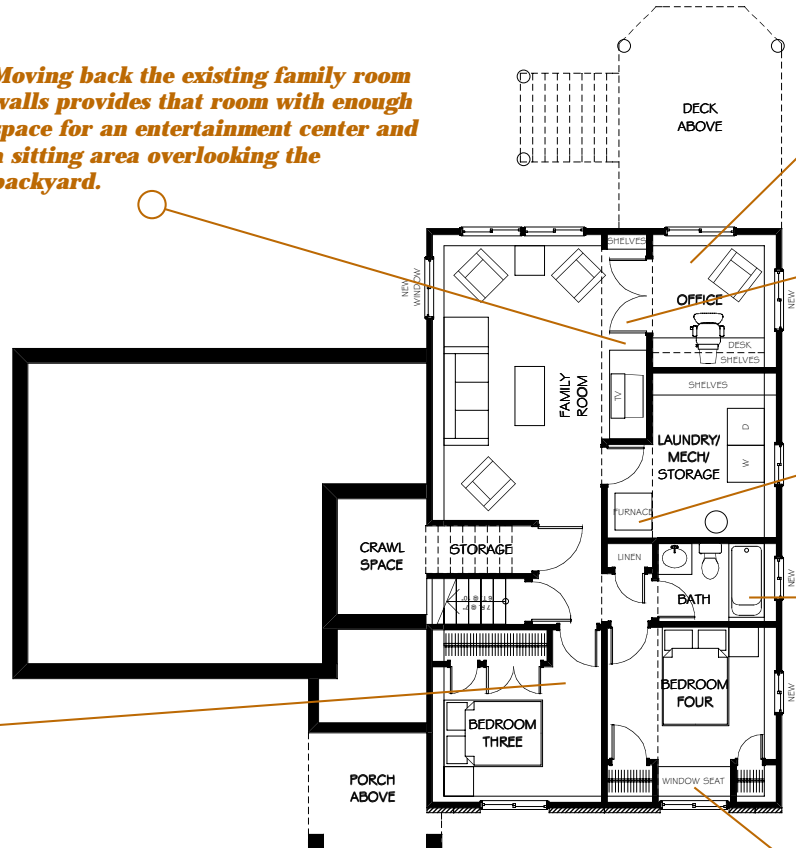 Moving back the existing family room
walls provides that room with enough
space for an entertainment center and
a sitting area overlooking the
backyard.
DECK
ABOVE
SHELVES
NEW
WINDOW
OFFICE
NEW
DESK
SHELVES
FAMILY
ROOM
TV
SHELVES
D
W
LAUNDRY/
MECH/
STORAGE
FURNACE
CRAWL
SPACE
STORAGE
LINEN
BATH
NEW
BEDROOM
FOUR
NEW
BEDROOM
THREE
WINDOW SEAT
PORCH
ABOVE